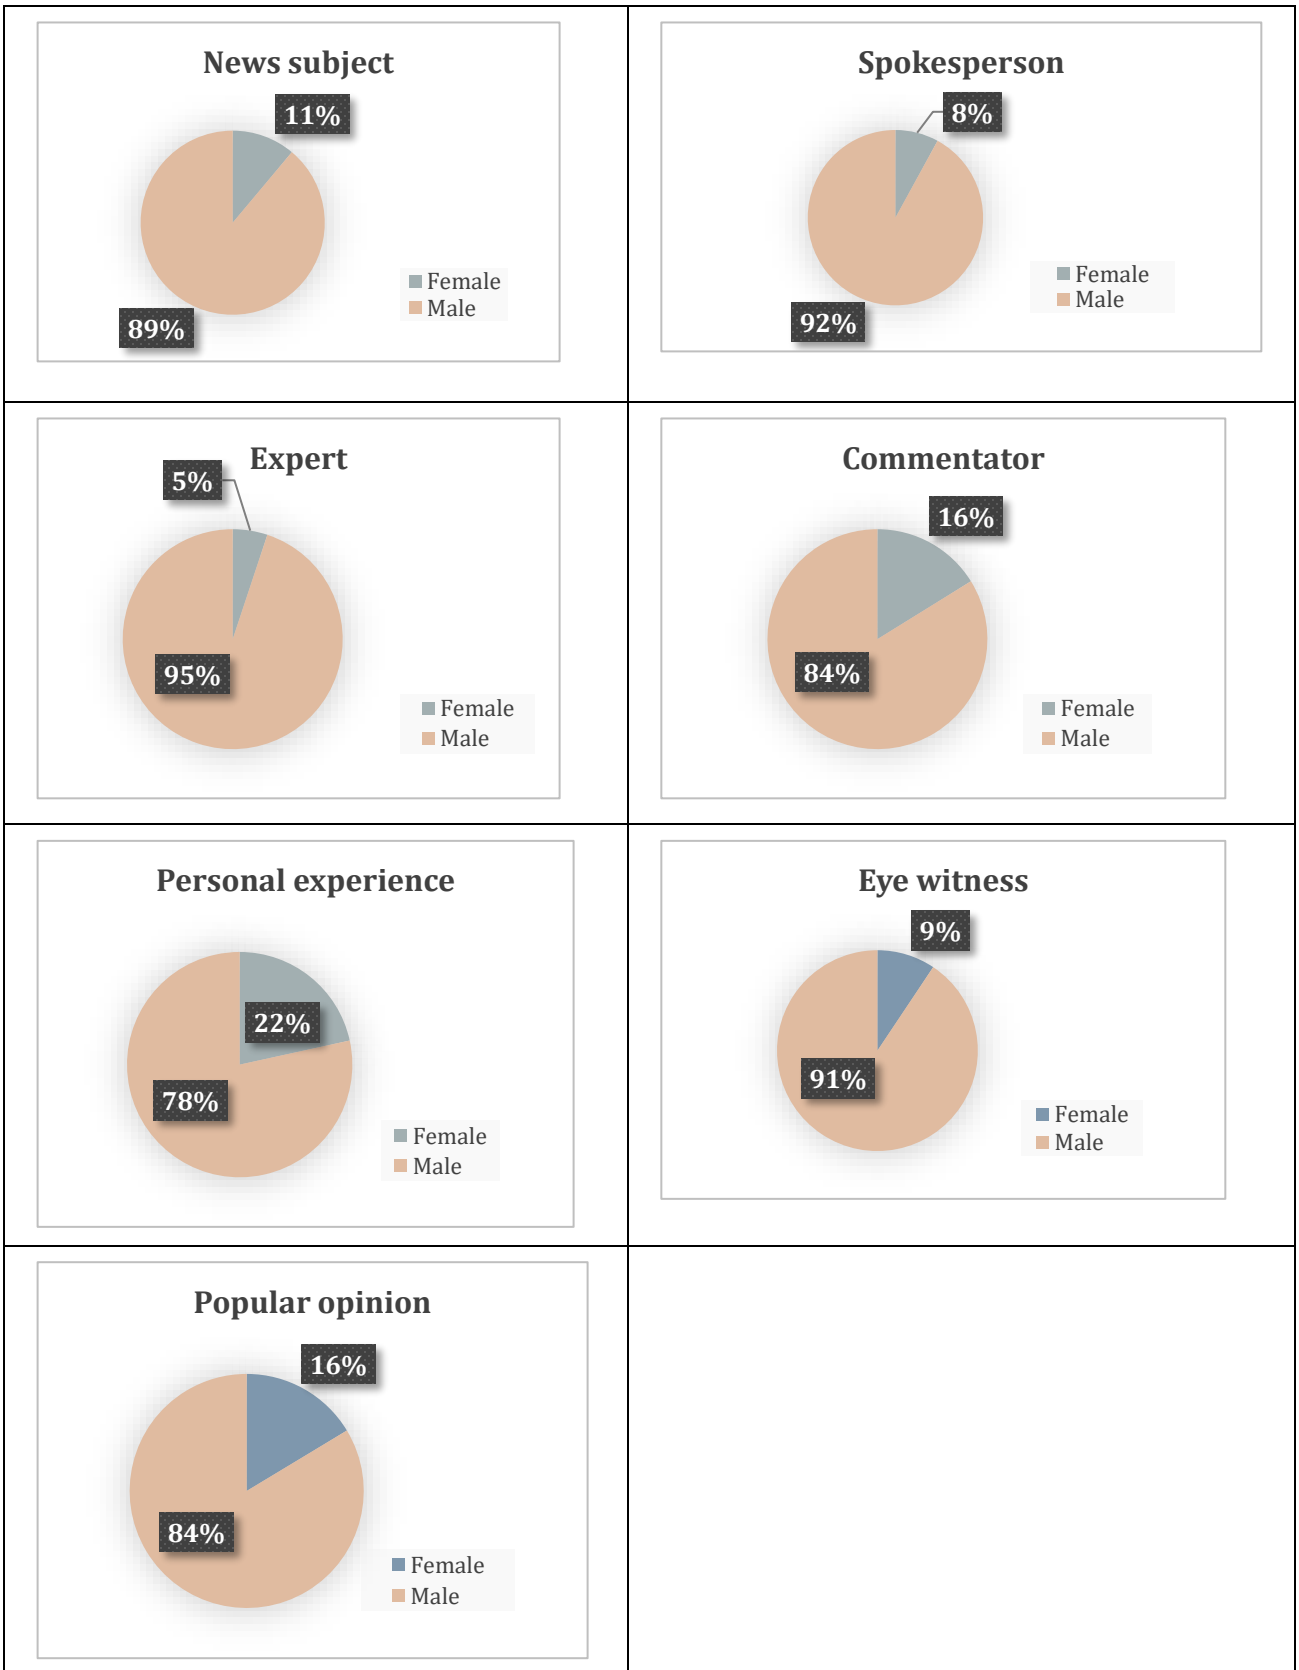 News subject
11%
89%
Female
Male
Spokesperson
8%
92%
Female
Male
Expert
5%
95%
Female
Male
Commentator
16%
84%
Female
Male
Personal experience
22%
78%
Female
Male
Eye witness
9%
91%
Female
Male
Popular opinion
16%
84%
Female
Male